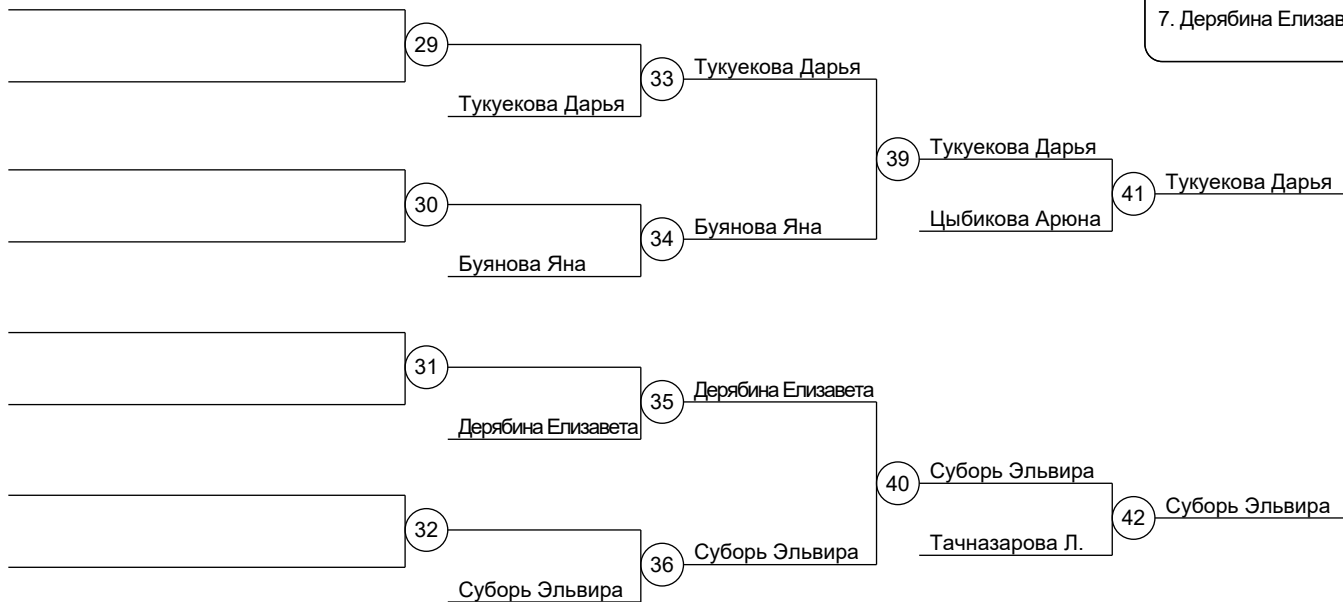 7. Дерябина Елизав
29
33
Тукуекова Дарья
Тукуекова Дарья
39
Тукуекова Дарья
30
41
Тукуекова Дарья
34
Буянова Яна
Цыбикова Арюна
Буянова Яна
31
35
Дерябина Елизавета
Дерябина Елизавета
40
Суборь Эльвира
32
42
Суборь Эльвира
36
Суборь Эльвира
Тачназарова Л.
Суборь Эльвира